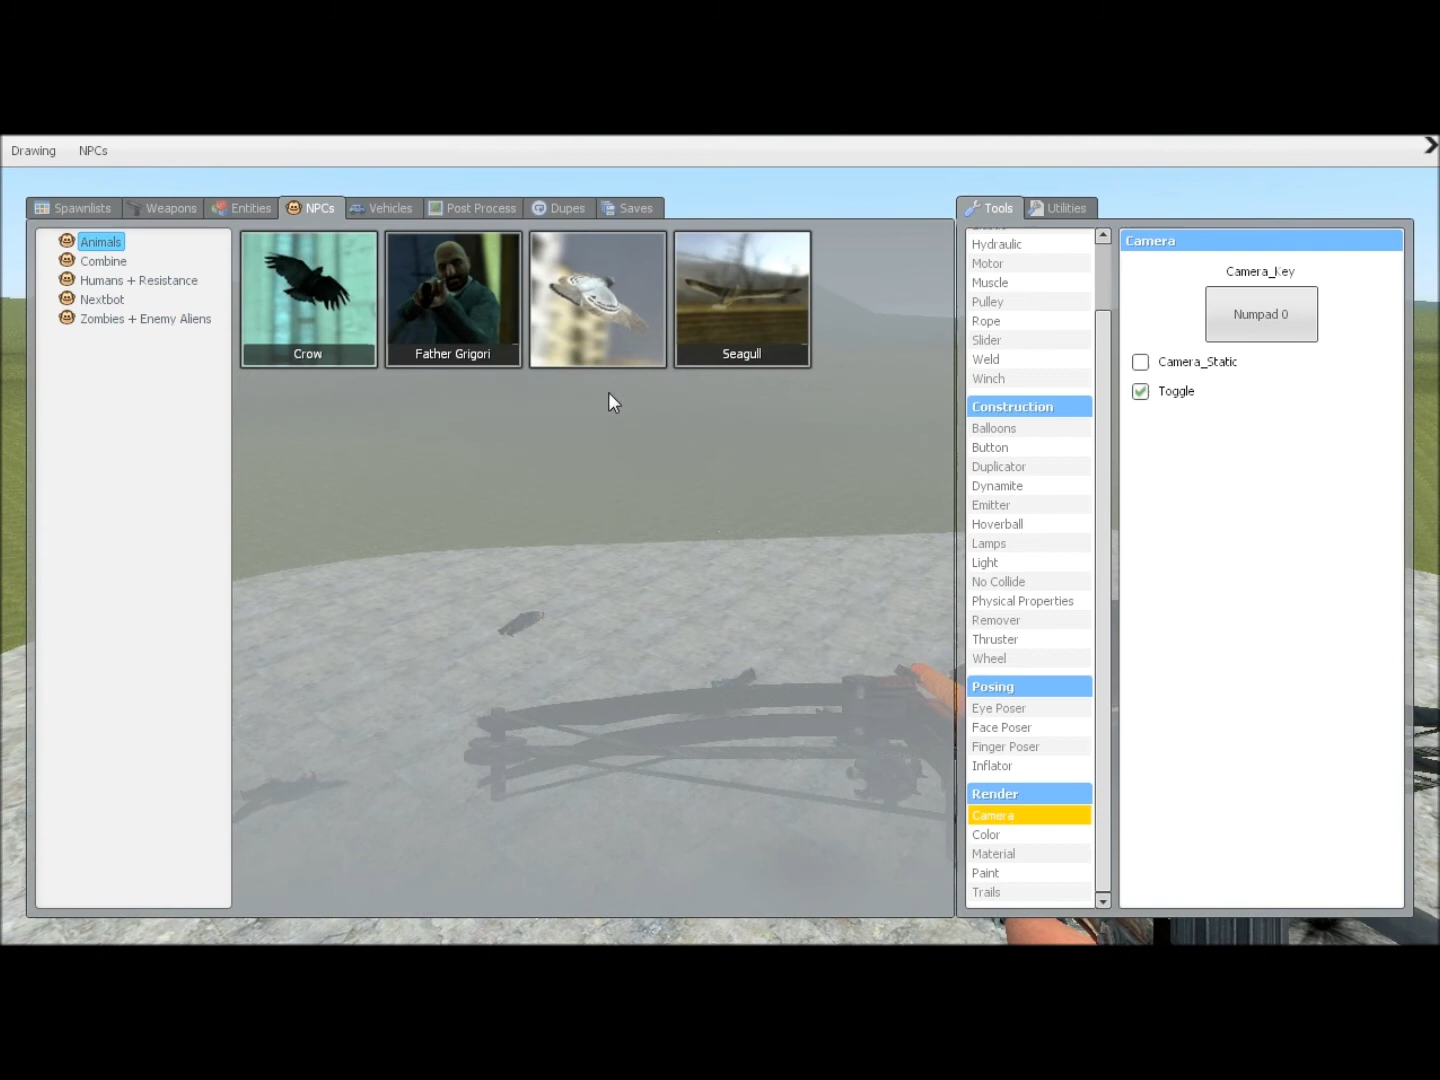 Drawing NPCs
Spawnlists Weapons Entities NPCs Vehicles Post Process Dupes Saves
Tools Utilities
Animals
Combine
Humans + Resistance
Nextbot
Zombies + Enemy Aliens
Crow
Father Grigori
Seagull
Hydraulic
Motor
Muscle
Pulley
Rope
Slider
Weld
Winch
Construction
Balloons
Button
Duplicator
Dynamite
Emitter
Hoverball
Lamps
Light
No Collide
Physical Properties
Remover
Thruster
Wheel
Posing
Eye Poser
Face Poser
Finger Poser
Inflator
Render
Camera
Color
Material
Paint
Trails
Camera
Camera_Key
Numpad 0
Camera_Static
Toggle